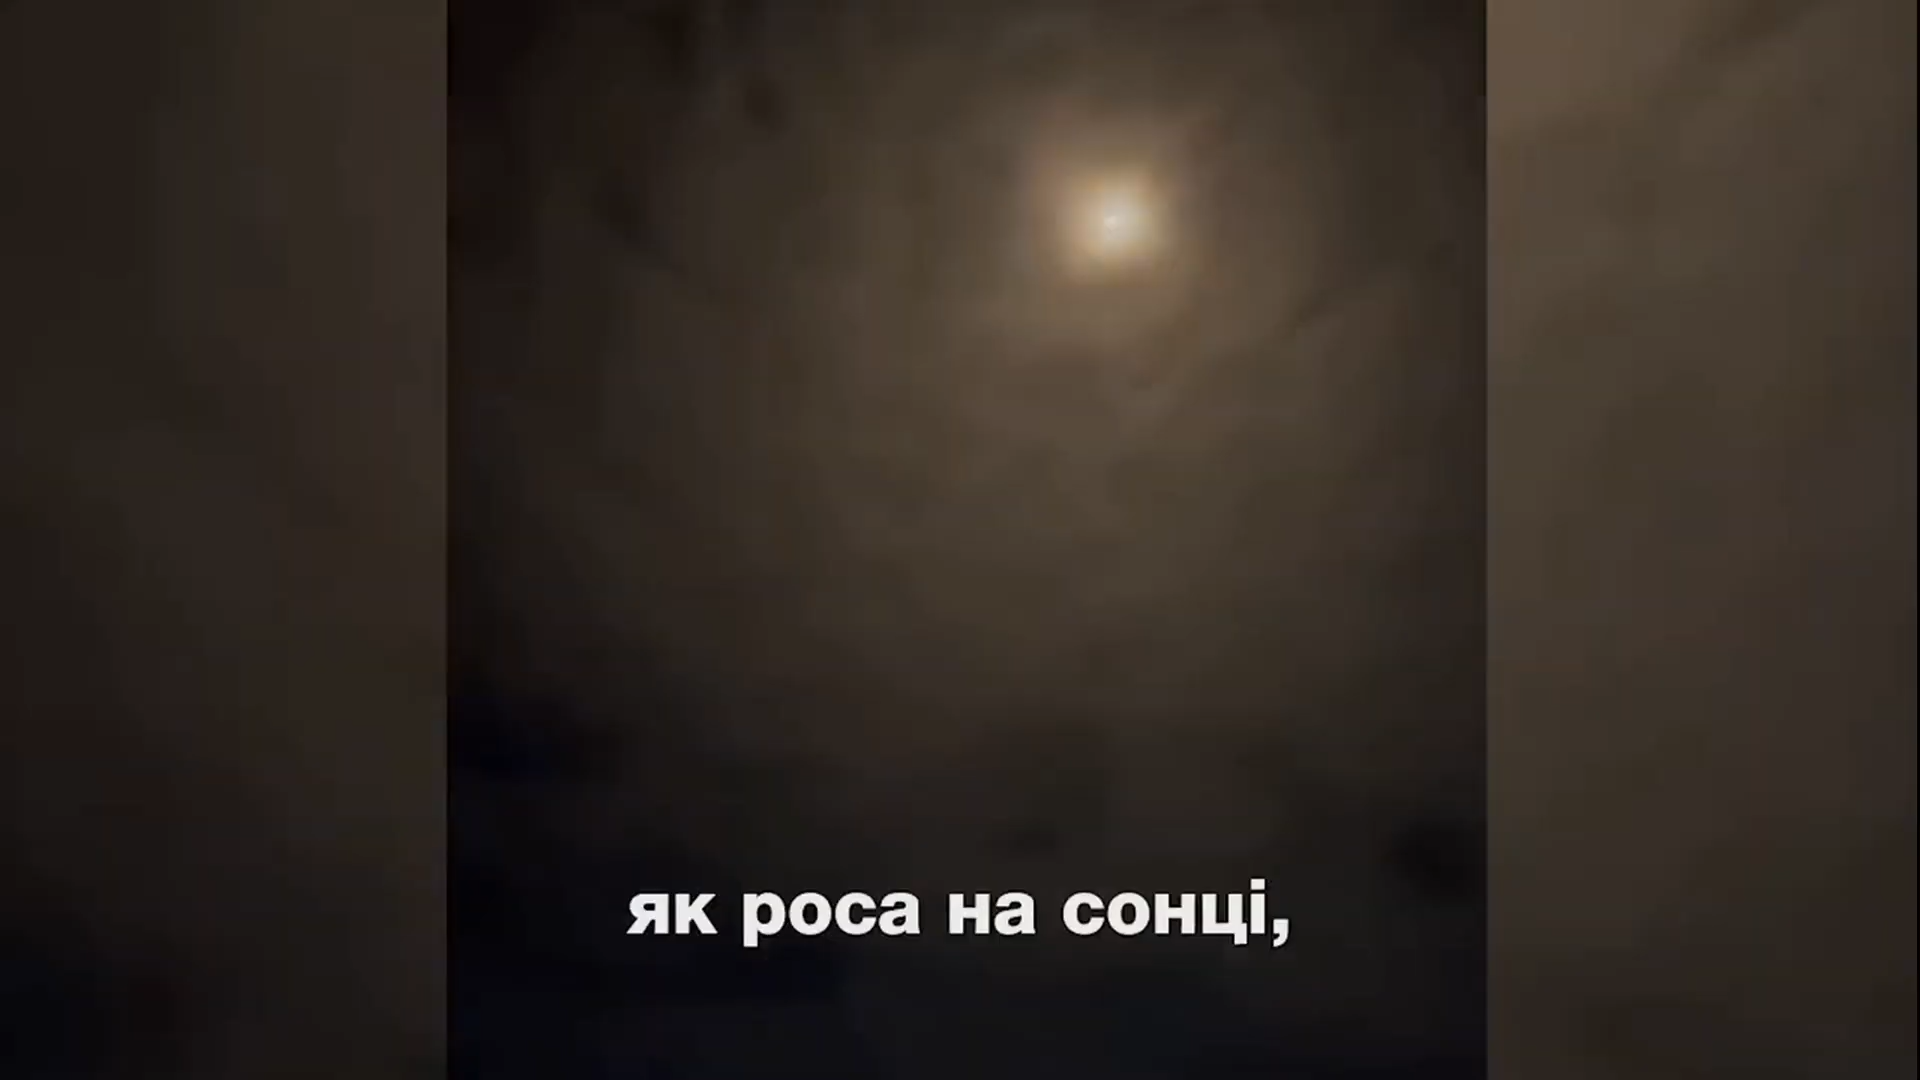 як роса на сонці,